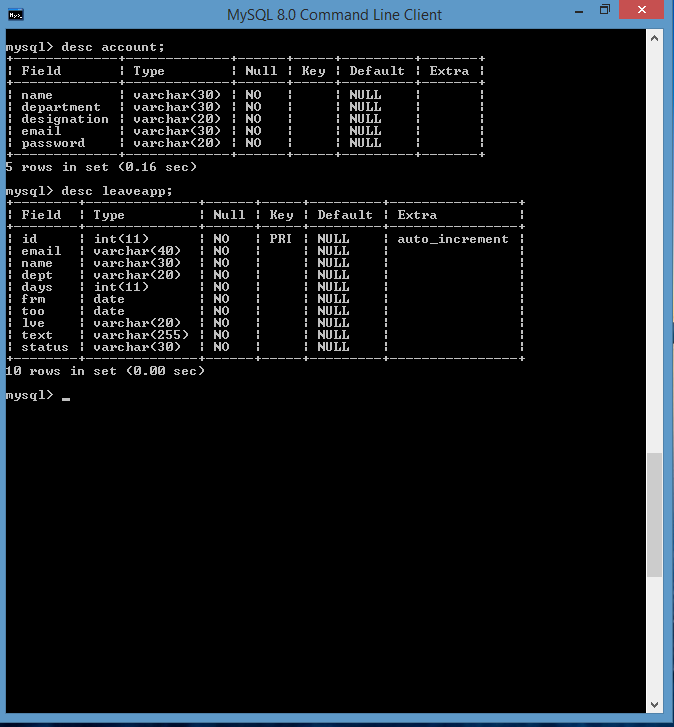 MySQL 8.0 Command Line Client
mysql> desc account;
+-------------+-------------+------+-----+---------+-------+
| Field       | Type        | Null | Key | Default | Extra |
+-------------+-------------+------+-----+---------+-------+
| name        | varchar(30) | NO   |     | NULL    |       |
| department  | varchar(30) | NO   |     | NULL    |       |
| designation | varchar(20) | NO   |     | NULL    |       |
| email       | varchar(30) | NO   |     | NULL    |       |
| password    | varchar(20) | NO   |     | NULL    |       |
+-------------+-------------+------+-----+---------+-------+
5 rows in set (0.16 sec)
mysql> desc leaveapp;
+--------+--------------+------+-----+---------+----------------+
| Field  | Type         | Null | Key | Default | Extra          |
+--------+--------------+------+-----+---------+----------------+
| id     | int(11)      | NO   | PRI | NULL    | auto_increment |
| email  | varchar(40)  | NO   |     | NULL    |                |
| name   | varchar(30)  | NO   |     | NULL    |                |
| dept   | varchar(20)  | NO   |     | NULL    |                |
| days   | int(11)      | NO   |     | NULL    |                |
| frm    | date         | NO   |     | NULL    |                |
| too    | date         | NO   |     | NULL    |                |
| lve    | varchar(20)  | NO   |     | NULL    |                |
| text   | varchar(255) | NO   |     | NULL    |                |
| status | varchar(30)  | NO   |     | NULL    |                |
+--------+--------------+------+-----+---------+----------------+
10 rows in set (0.00 sec)
mysql> _